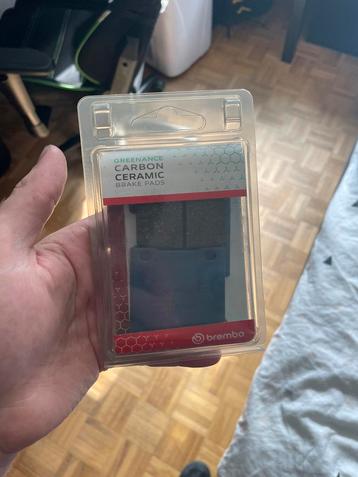 GREENANCE
CARBON
CERAMIC
BRAKE PADS
brembo